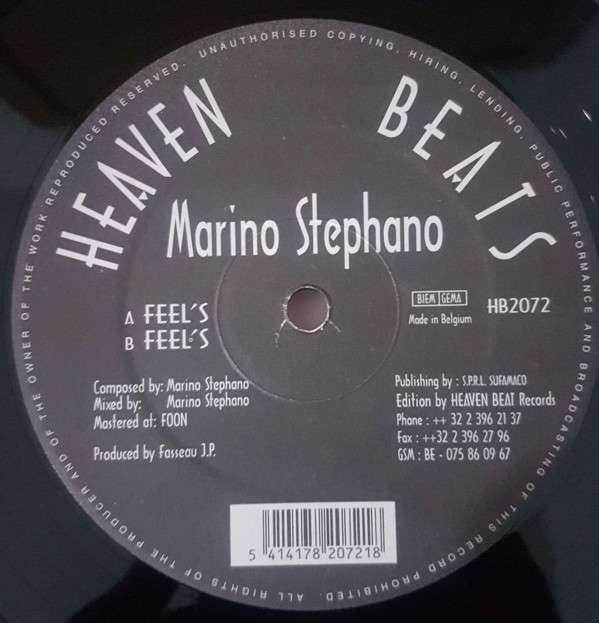 ALL RIGHTS OF THE PRODUCER AND OF THE OWNER OF THE WORK REPRODUCED RESERVED. UNAUTHORISED COPYING, HIRING, LENDING, PUBLIC PERFORMANCE AND BROADCASTING OF THIS RECORD PROHIBITED.
HEAVEN BEATS
Marino Stephano
A FEEL'S
B FEEL'S
BIEM GEMA
Made in Belgium
HB2072
Composed by: Marino Stephano
Mixed by: Marino Stephano
Mastered at: FOON
Produced by Fasseau J.P.
Publishing by : S.P.R.L. SUFAMACO
Edition by HEAVEN BEAT Records
Phone : ++ 32 2 396 21 37
Fax : ++32 2 396 27 96
GSM : BE - 075 86 09 67
5 414178 207218